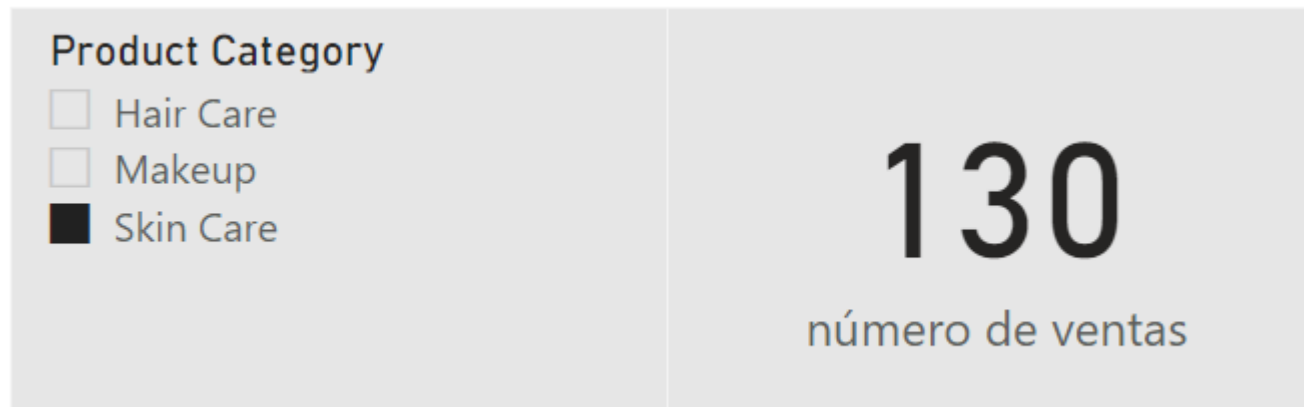 Product Category
Hair Care
Makeup
Skin Care
130
número de ventas